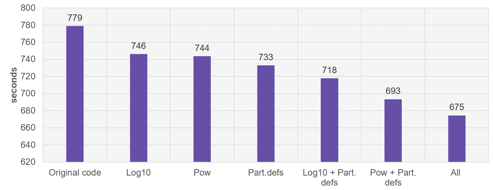 800
779
780
760
746
744
740
733
718
720
700
693
680
675
660
640
620
seconds
Original code
Log10
Pow
Part.defs
Log10 + Part.
defs
Pow + Part.
defs
All